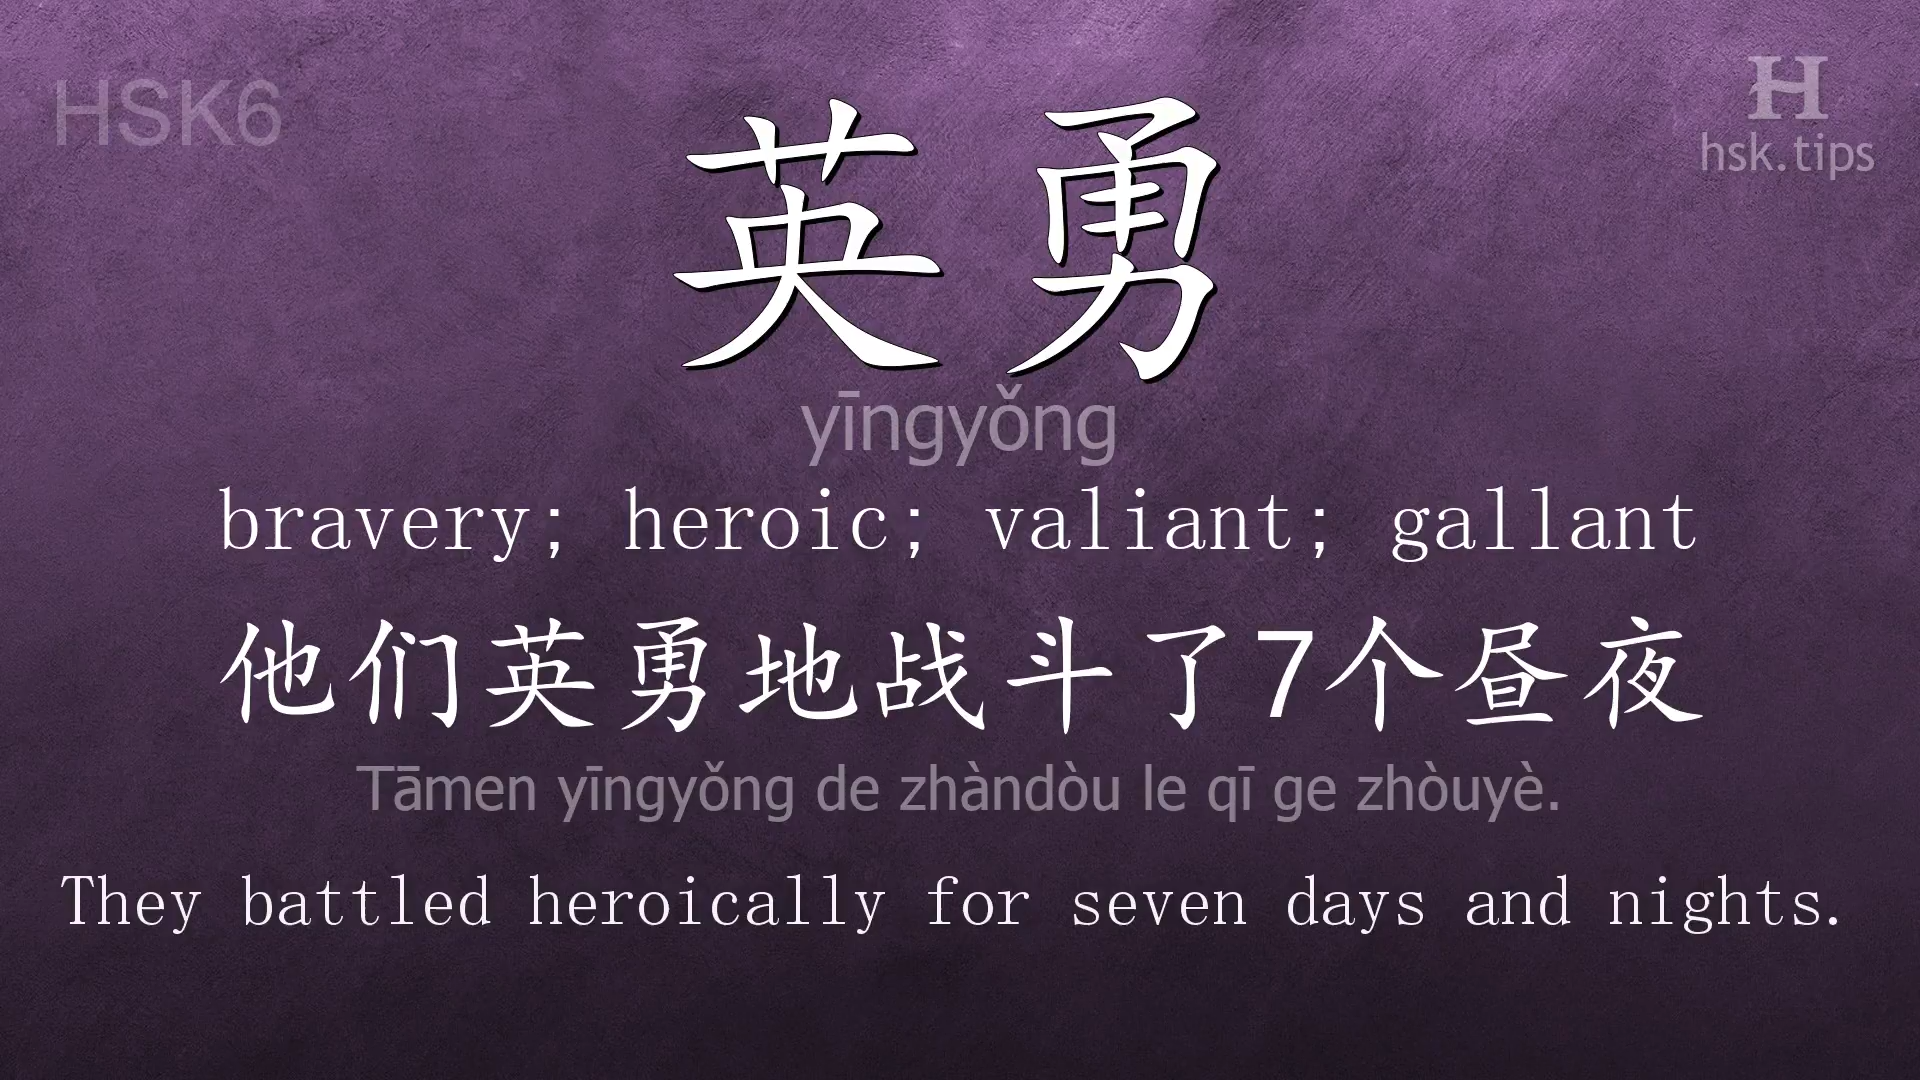 HSK6
H
hsk.tips
英勇
yīngyǒng
bravery; heroic; valiant; gallant
他们英勇地战斗了7个昼夜
Tāmen yīngyǒng de zhàndòu le qī ge zhòuyè.
They battled heroically for seven days and nights.